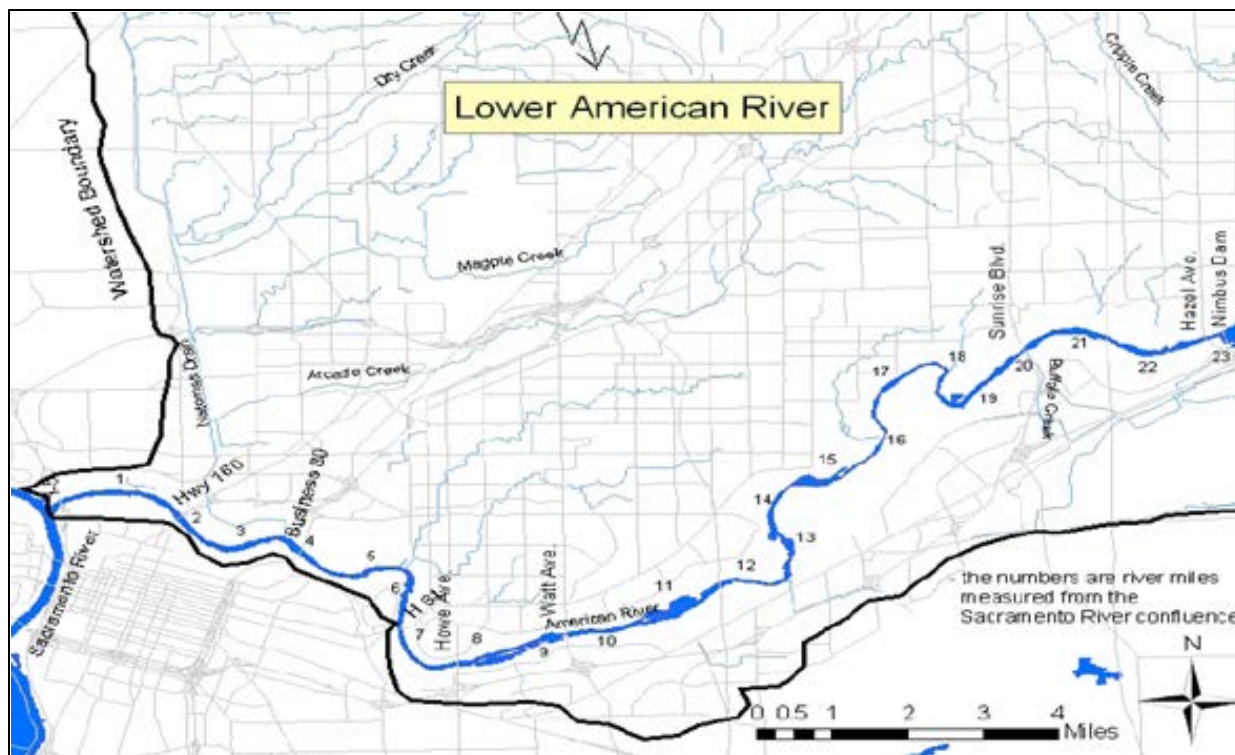 Lower American River
Dry Creek
Cripple Creek
Watershed Boundary
Magpie Creek
Sunrise Blvd.
Hazel Ave.
Nimbus Dam
Arcade Creek
Natomas Drain
Buffalo Creek
Hwy 160
Business 80
Sacramento River
H St
Howe Ave.
Watt Ave.
American River
1
2
3
4
5
6
7
8
9
10
11
12
13
14
15
16
17
18
19
20
21
22
23
- the numbers are river miles
measured from the
Sacramento River confluence
N
0 0.5 1 2 3 4
Miles